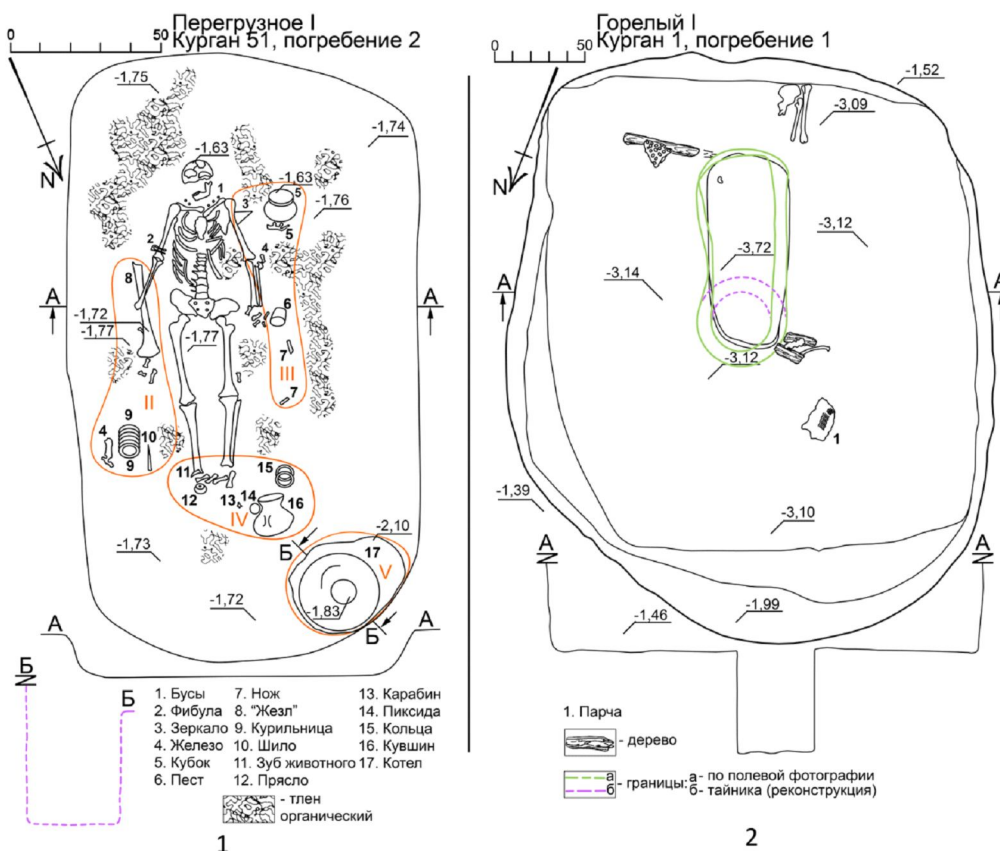 Перегрузное I
Курган 51, погребение 2
0 50
-1,75
-1,74
-1,63
-1,63
-1,76
N
1
2
3
4
5
5
6
7
7
8
A A
-1,72
-1,77
-1,77
II
III
4
9
9
10
11
12
13
14
15
16
IV
-1,73
-2,10
Б
17
V
-1,72
-1,83
Б
A A
Б Б
1. Бусы
2. Фибула
3. Зеркало
4. Железо
5. Кубок
6. Пест
7. Нож
8. "Жезл"
9. Курильница
10. Шило
11. Зуб животного
12. Прясло
13. Карабин
14. Пиксида
15. Кольца
16. Кувшин
17. Котел
- тлен
органический
1
Горелый I
Курган 1, погребение 1
0 50
-1,52
-3,09
N
-3,12
-3,72
-3,14
A A
-3,12
1
-1,39
-3,10
A A
-1,46
-1,99
1. Парча
- дерево
а
б
- границы: а- по полевой фотографии
б- тайника (реконструкция)
2